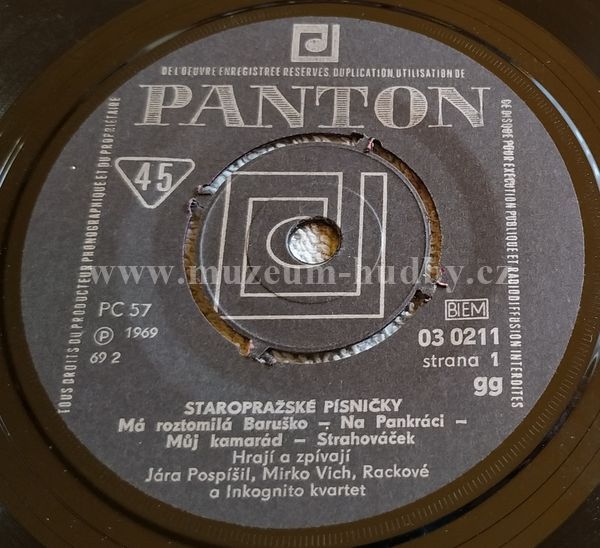 DE L'OEUVRE ENREGISTREE RESERVES. DUPLICATION, UTILISATION DE
CE DISQUE POUR EXECUTION PUBLIQUE ET RADIODIFFUSION INTERDITES
TOUS DROITS DU PRODUCTEUR PHONOGRAPHIQUE ET DU PROPRIETAIRE
PANTON
45
www.muzeum-hudby.cz
PC 57
Ⓟ 1969
69 2
BIEM
03 0211
strana 1
gg
STAROPRAŽSKÉ PÍSNIČKY
Má roztomilá Baruško – Na Pankráci –
Můj kamarád – Strahováček
Hrají a zpívají
Jára Pospíšil, Mirko Vich, Rackové
a Inkognito kvartet